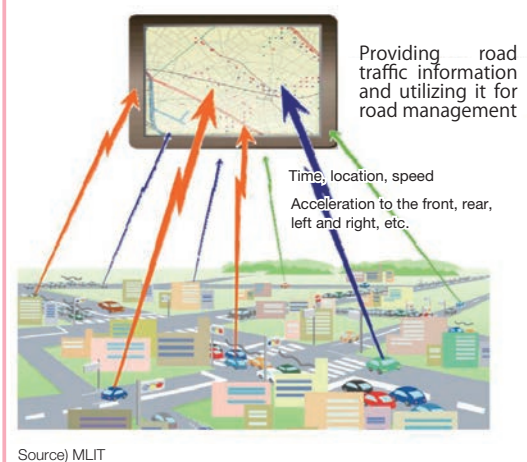 Providing road
traffic information
and utilizing it for
road management
Time, location, speed
Acceleration to the front, rear,
left and right, etc.
Source) MLIT